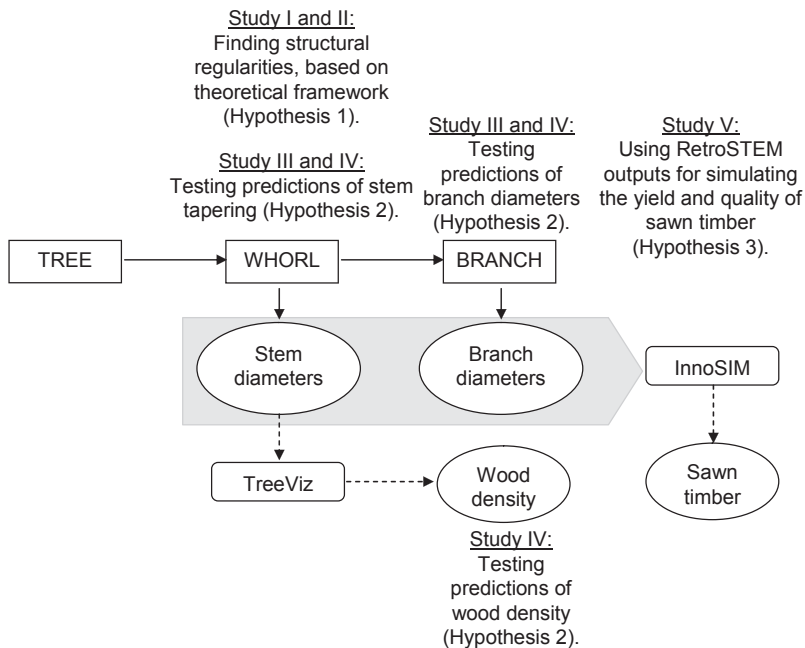 Study I and II:
Finding structural
regularities, based on
theoretical framework
(Hypothesis 1).
Study III and IV:
Testing predictions of stem
tapering (Hypothesis 2).
Study III and IV:
Testing
predictions of
branch diameters
(Hypothesis 2).
Study V:
Using RetroSTEM
outputs for simulating
the yield and quality of
sawn timber
(Hypothesis 3).
TREE
WHORL
BRANCH
Stem
diameters
Branch
diameters
InnoSIM
TreeViz
Wood
density
Sawn
timber
Study IV:
Testing
predictions of
wood density
(Hypothesis 2).